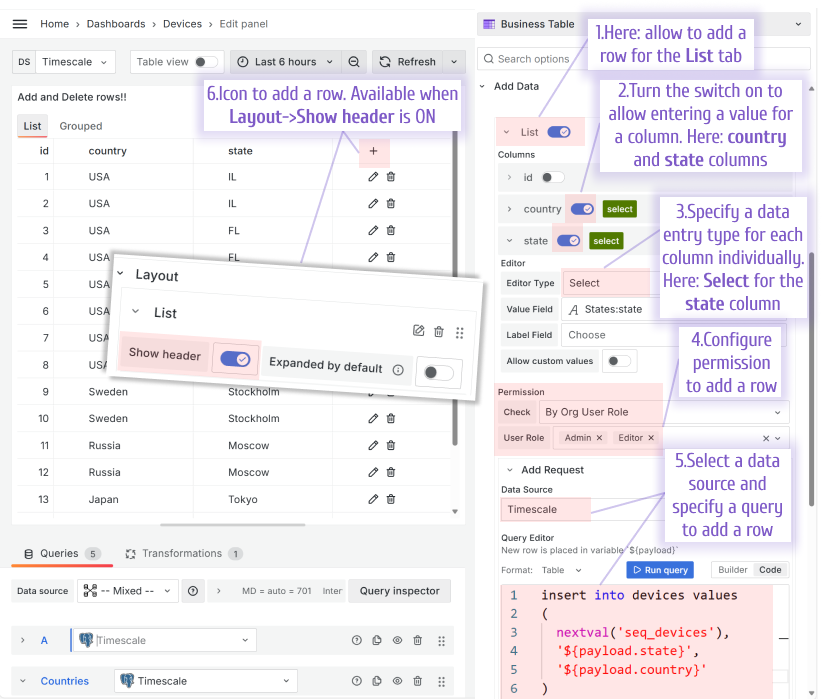 Home > Dashboards > Devices > Edit panel
DS Timescale
Table view
Last 6 hours
Refresh
Add and Delete rows!!
List Grouped
id country state +
1 USA IL
2 USA IL
3 USA FL
4 USA FL
5 USA
6 USA
7 USA
8 USA
9 Sweden Stockholm
10 Sweden Stockholm
11 Russia Moscow
12 Russia Moscow
13 Japan Tokyo
6.Icon to add a row. Available when
Layout->Show header is ON
Layout
List
Show header
Expanded by default
Queries 5
Transformations 1
Data source
-- Mixed --
MD = auto = 701 Inter
Query inspector
A Timescale
Countries Timescale
Business Table
Search options
Add Data
List
Columns
id
country select
state select
Editor
Editor Type Select
Value Field States:state
Label Field Choose
Allow custom values
Permission
Check By Org User Role
User Role Admin × Editor ×
Add Request
Data Source
Timescale
Query Editor
New row is placed in variable `${payload}`
Format: Table
Run query
Builder Code
1 insert into devices values
2 (
3 nextval('seq_devices'),
4 '${payload.state}',
5 '${payload.country}'
6 )
1.Here: allow to add a
row for the List tab
2.Turn the switch on to
allow entering a value for
a column. Here: country
and state columns
3.Specify a data
entry type for each
column individually.
Here: Select for the
state column
4.Configure
permission
to add a row
5.Select a data
source and
specify a query
to add a row